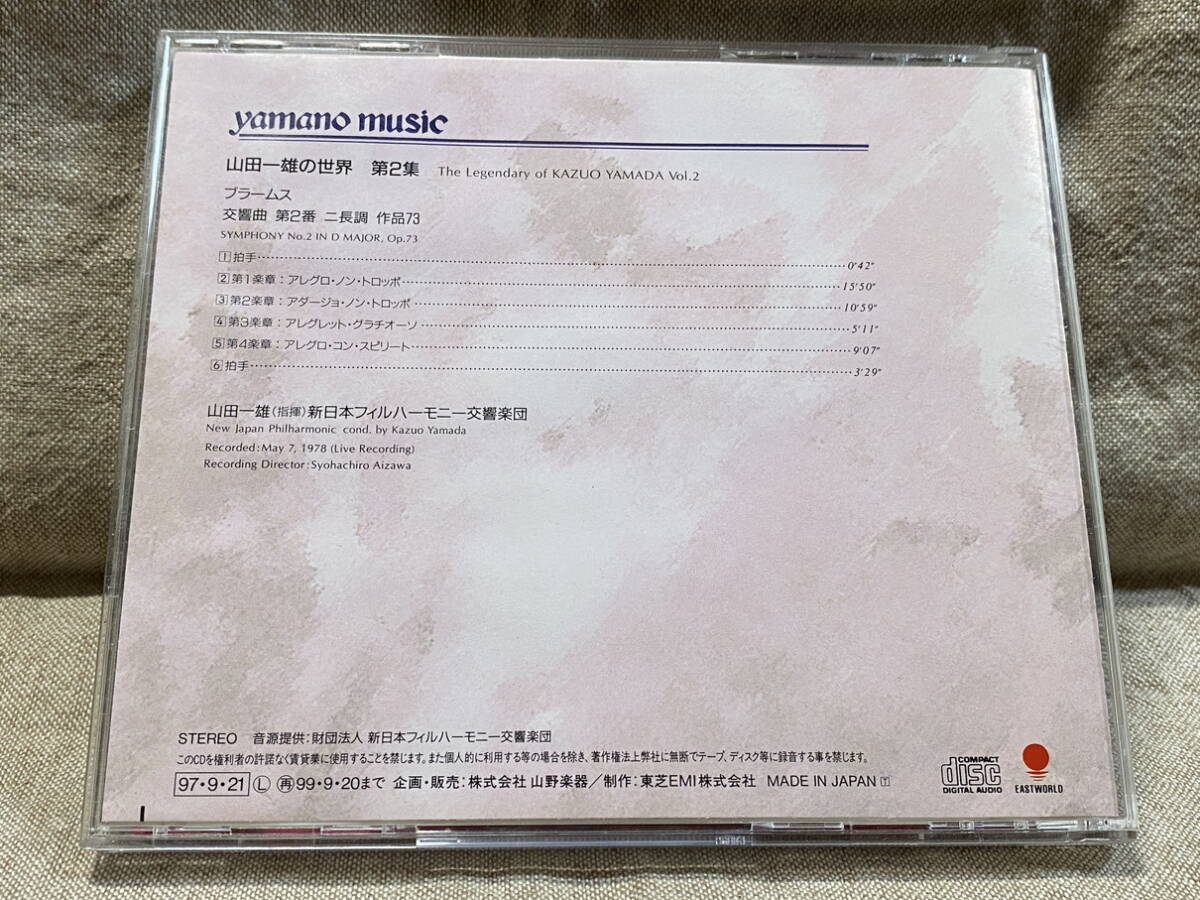 yamano music
山田一雄の世界 第2集 The Legendary of KAZUO YAMADA Vol.2
ブラームス
交響曲 第2番 ニ長調 作品73
SYMPHONY No.2 IN D MAJOR, Op.73
1 拍手 0'42"
2 第1楽章：アレグロ・ノン・トロッポ 15'50"
3 第2楽章：アダージョ・ノン・トロッポ 10'59"
4 第3楽章：アレグレット・グラチオーソ 5'11"
5 第4楽章：アレグロ・コン・スピリート 9'07"
6 拍手 3'29"
山田一雄(指揮)新日本フィルハーモニー交響楽団
New Japan Philharmonic cond. by Kazuo Yamada
Recorded:May 7, 1978 (Live Recording)
Recording Director:Syohachiro Aizawa
STEREO 音源提供:財団法人 新日本フィルハーモニー交響楽団
このCDを権利者の許諾なく賃貸業に使用することを禁じます。また個人的に利用する等の場合を除き、著作権法上弊社に無断でテープ、ディスク等に録音する事を禁じます。
97・9・21 Ⓛ 再 99・9・20まで 企画・販売：株式会社 山野楽器／制作：東芝EMI株式会社 MADE IN JAPAN T
COMPACT disc DIGITAL AUDIO
EASTWORLD